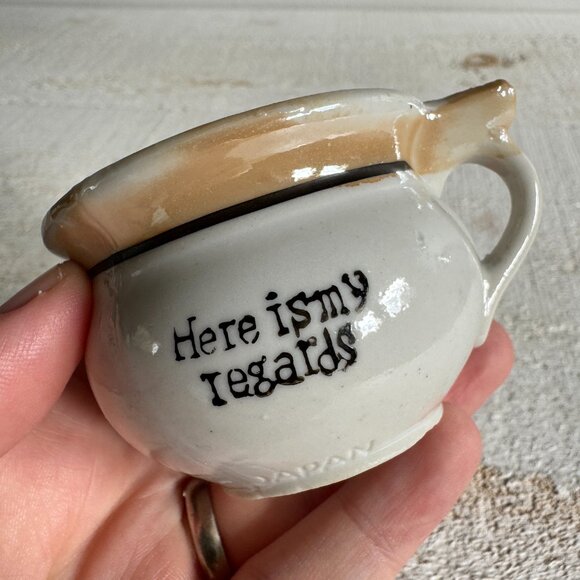 Here is my
regards
JAPAN